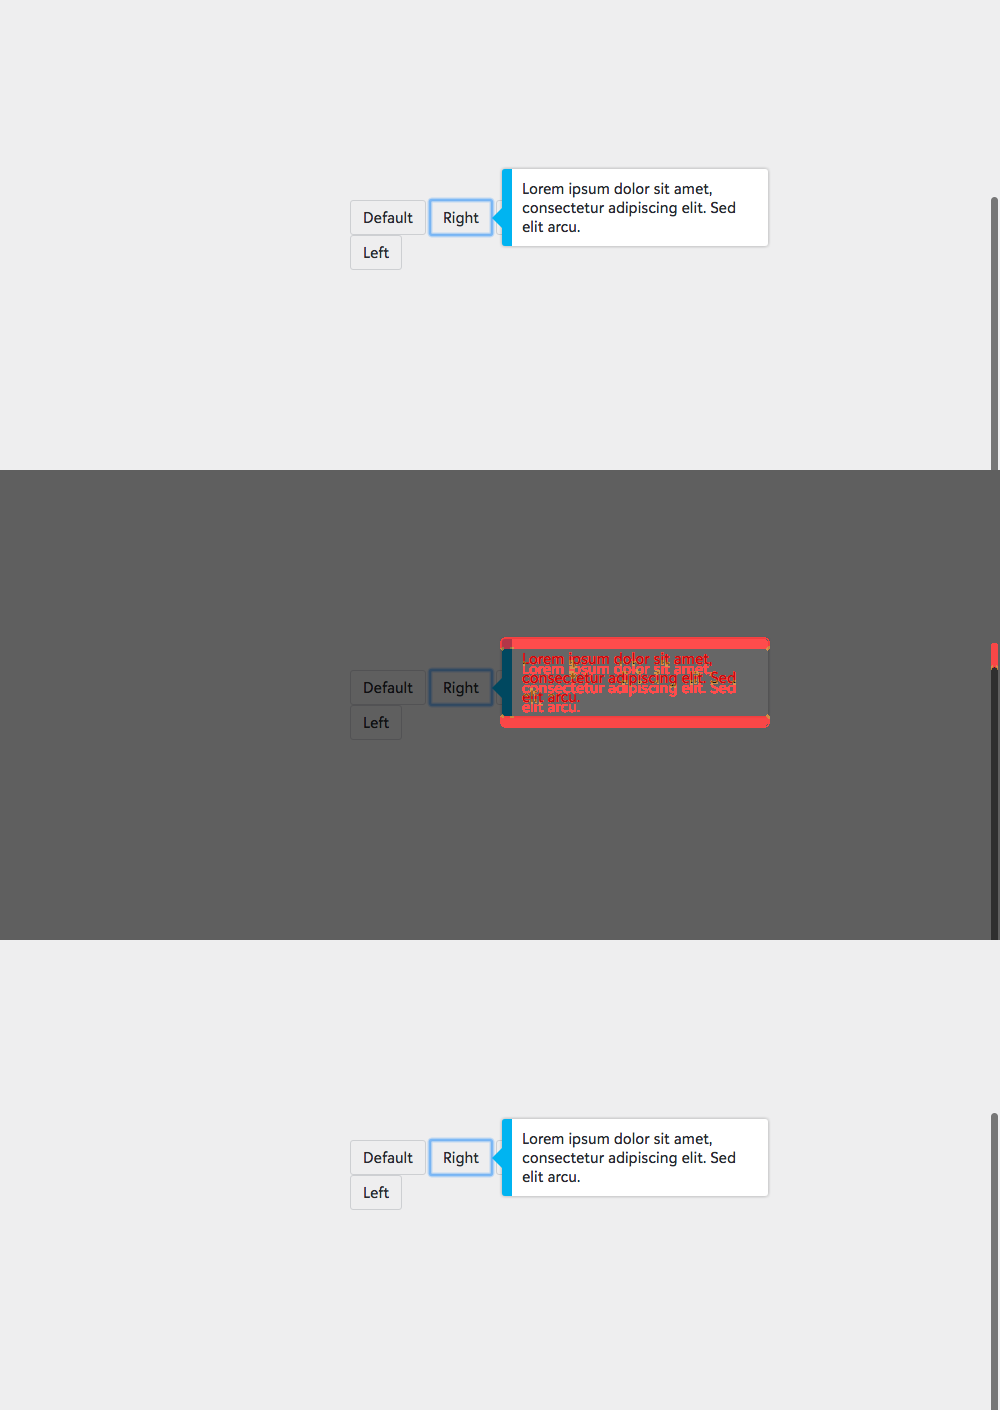 Default
Right
Lorem ipsum dolor sit amet,
consectetur adipiscing elit. Sed
elit arcu.
Left
Default
Right
Lorem ipsum dolor sit amet,
consectetur adipiscing elit. Sed
elit arcu.
Lorem ipsum dolor sit amet,
consectetur adipiscing elit. Sed
elit arcu.
Left
Default
Right
Lorem ipsum dolor sit amet,
consectetur adipiscing elit. Sed
elit arcu.
Left